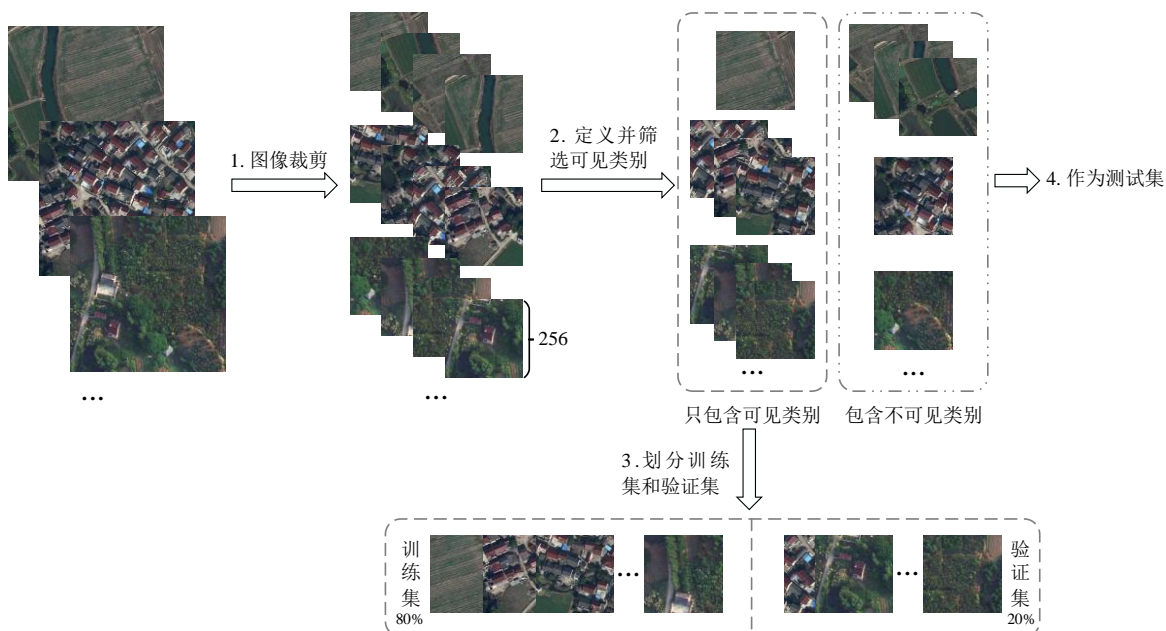 1. 图像裁剪
2. 定义并筛
选可见类别
4. 作为测试集
256
...
...
...
...
只包含可见类别
包含不可见类别
3.划分训练
集和验证集
训练集
80%
...
...
验证集
20%